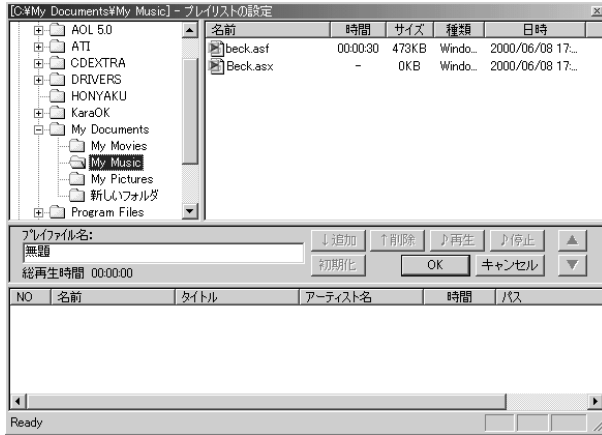 [C:¥My Documents¥My Music] - プレイリストの設定
AOL 5.0
ATI
CDEXTRA
DRIVERS
HONYAKU
KaraOK
My Documents
My Movies
My Music
My Pictures
新しいフォルダ
Program Files
名前 時間 サイズ 種類 日時
beck.asf 00:00:30 473KB Windo... 2000/06/08 17:...
Beck.asx - 0KB Windo... 2000/06/08 17:...
プレイファイル名:
無題
総再生時間 00:00:00
↓追加 ↑削除 ♪再生 ♪停止 ▲
初期化 OK キャンセル ▼
NO 名前 タイトル アーティスト名 時間 パス
Ready